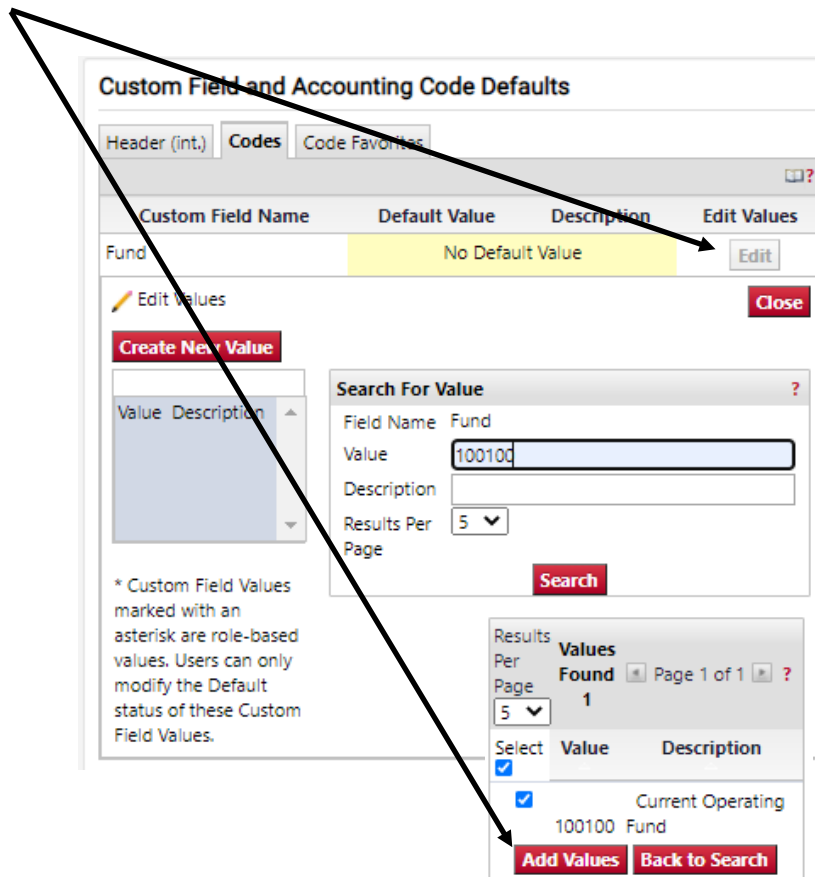 Custom Field and Accounting Code Defaults
Header (int.) Codes Code Favorites
?
Custom Field Name Default Value Description Edit Values
Fund No Default Value Edit
Edit Values Close
Create New Value
Value Description
* Custom Field Values
marked with an
asterisk are role-based
values. Users can only
modify the Default
status of these Custom
Field Values.
Search For Value ?
Field Name Fund
Value 100100
Description
Results Per 5
Page
Search
Results
Per
Page
5
Values
Found
1
Page 1 of 1 ?
Select Value Description
Current Operating
100100 Fund
Add Values Back to Search